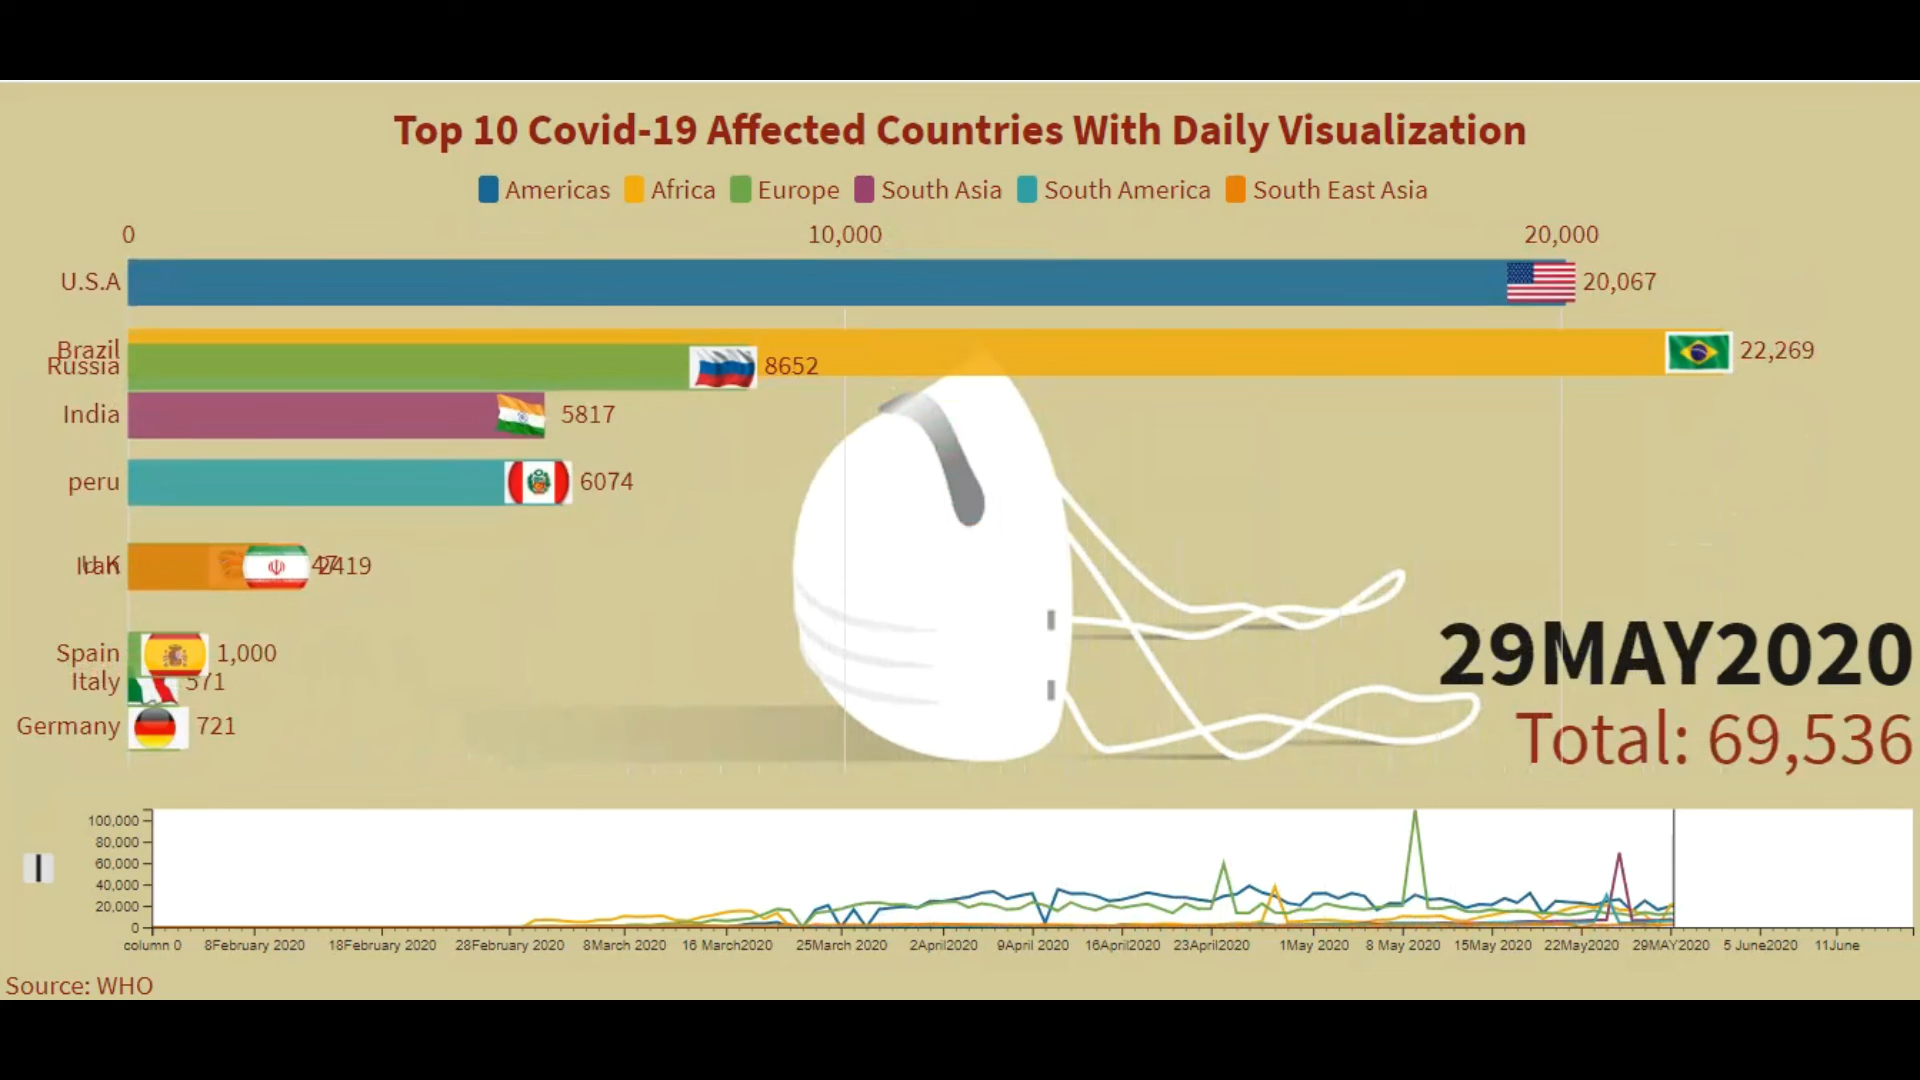 Top 10 Covid-19 Affected Countries With Daily Visualization
Americas Africa Europe South Asia South America South East Asia
0 10,000 20,000
U.S.A 20,067
Brazil 22,269
Russia 8652
India 5817
peru 6074
Iran 2419
Spain 1,000
Italy 571
Germany 721
29MAY2020
Total: 69,536
100,000
80,000
60,000
40,000
20,000
0
column 0 8February 2020 18February 2020 28February 2020 8March 2020 16 March2020 25March 2020 2April2020 9April 2020 16April2020 23April2020 1May 2020 8 May 2020 15May 2020 22May2020 29MAY2020 5 June2020 11June
Source: WHO